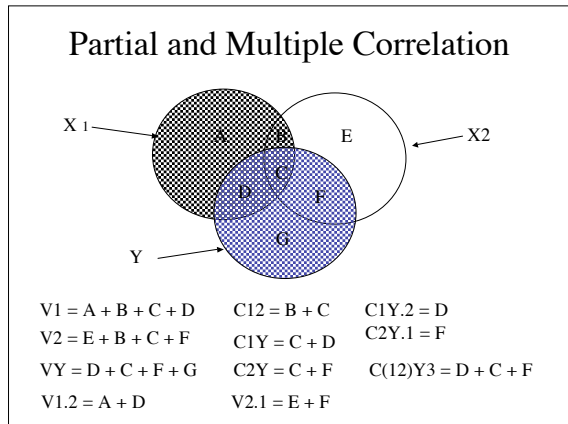 Partial and Multiple Correlation
X 1
A
B
E
X2
C
D
F
G
Y
V1 = A + B + C + D
C12 = B + C
C1Y.2 = D
V2 = E + B + C + F
C1Y = C + D
C2Y.1 = F
VY = D + C + F + G
C2Y = C + F
C(12)Y3 = D + C + F
V1.2 = A + D
V2.1 = E + F